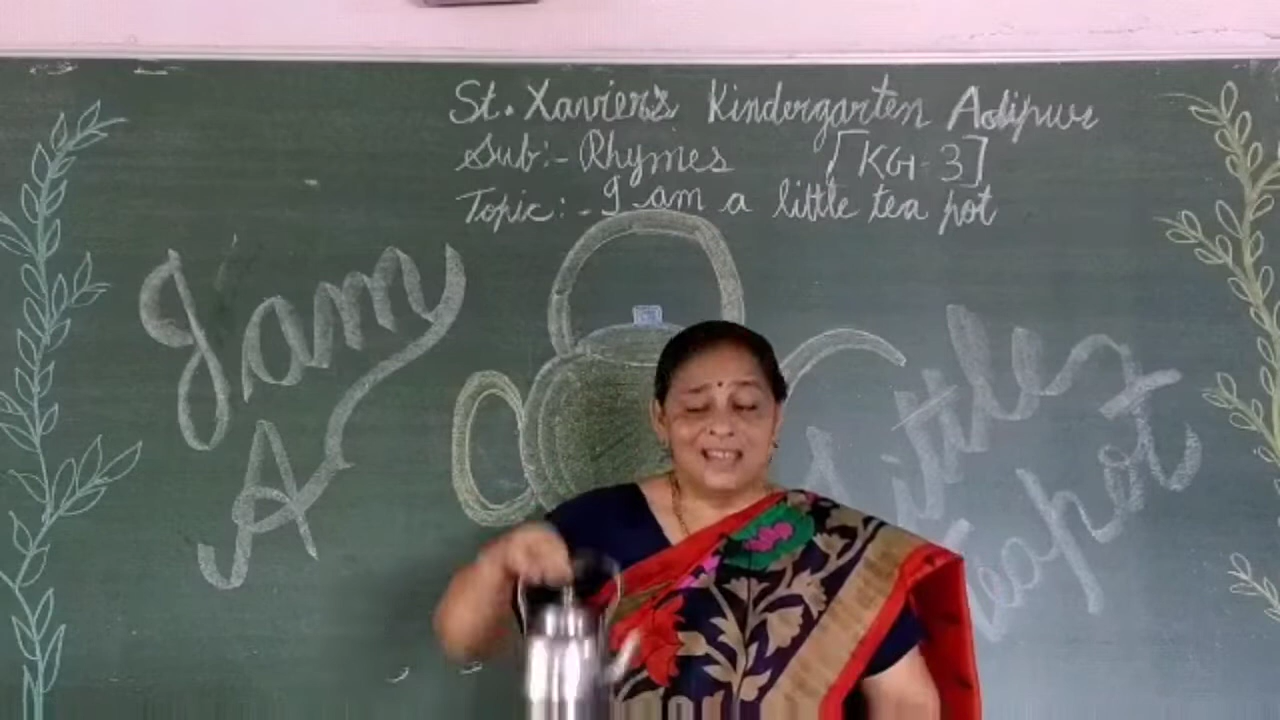 St. Xavier's Kindergarten Adipur
Sub:- Rhymes [KG-3]
Topic:- I am a little tea pot
I am
A
little
teapot